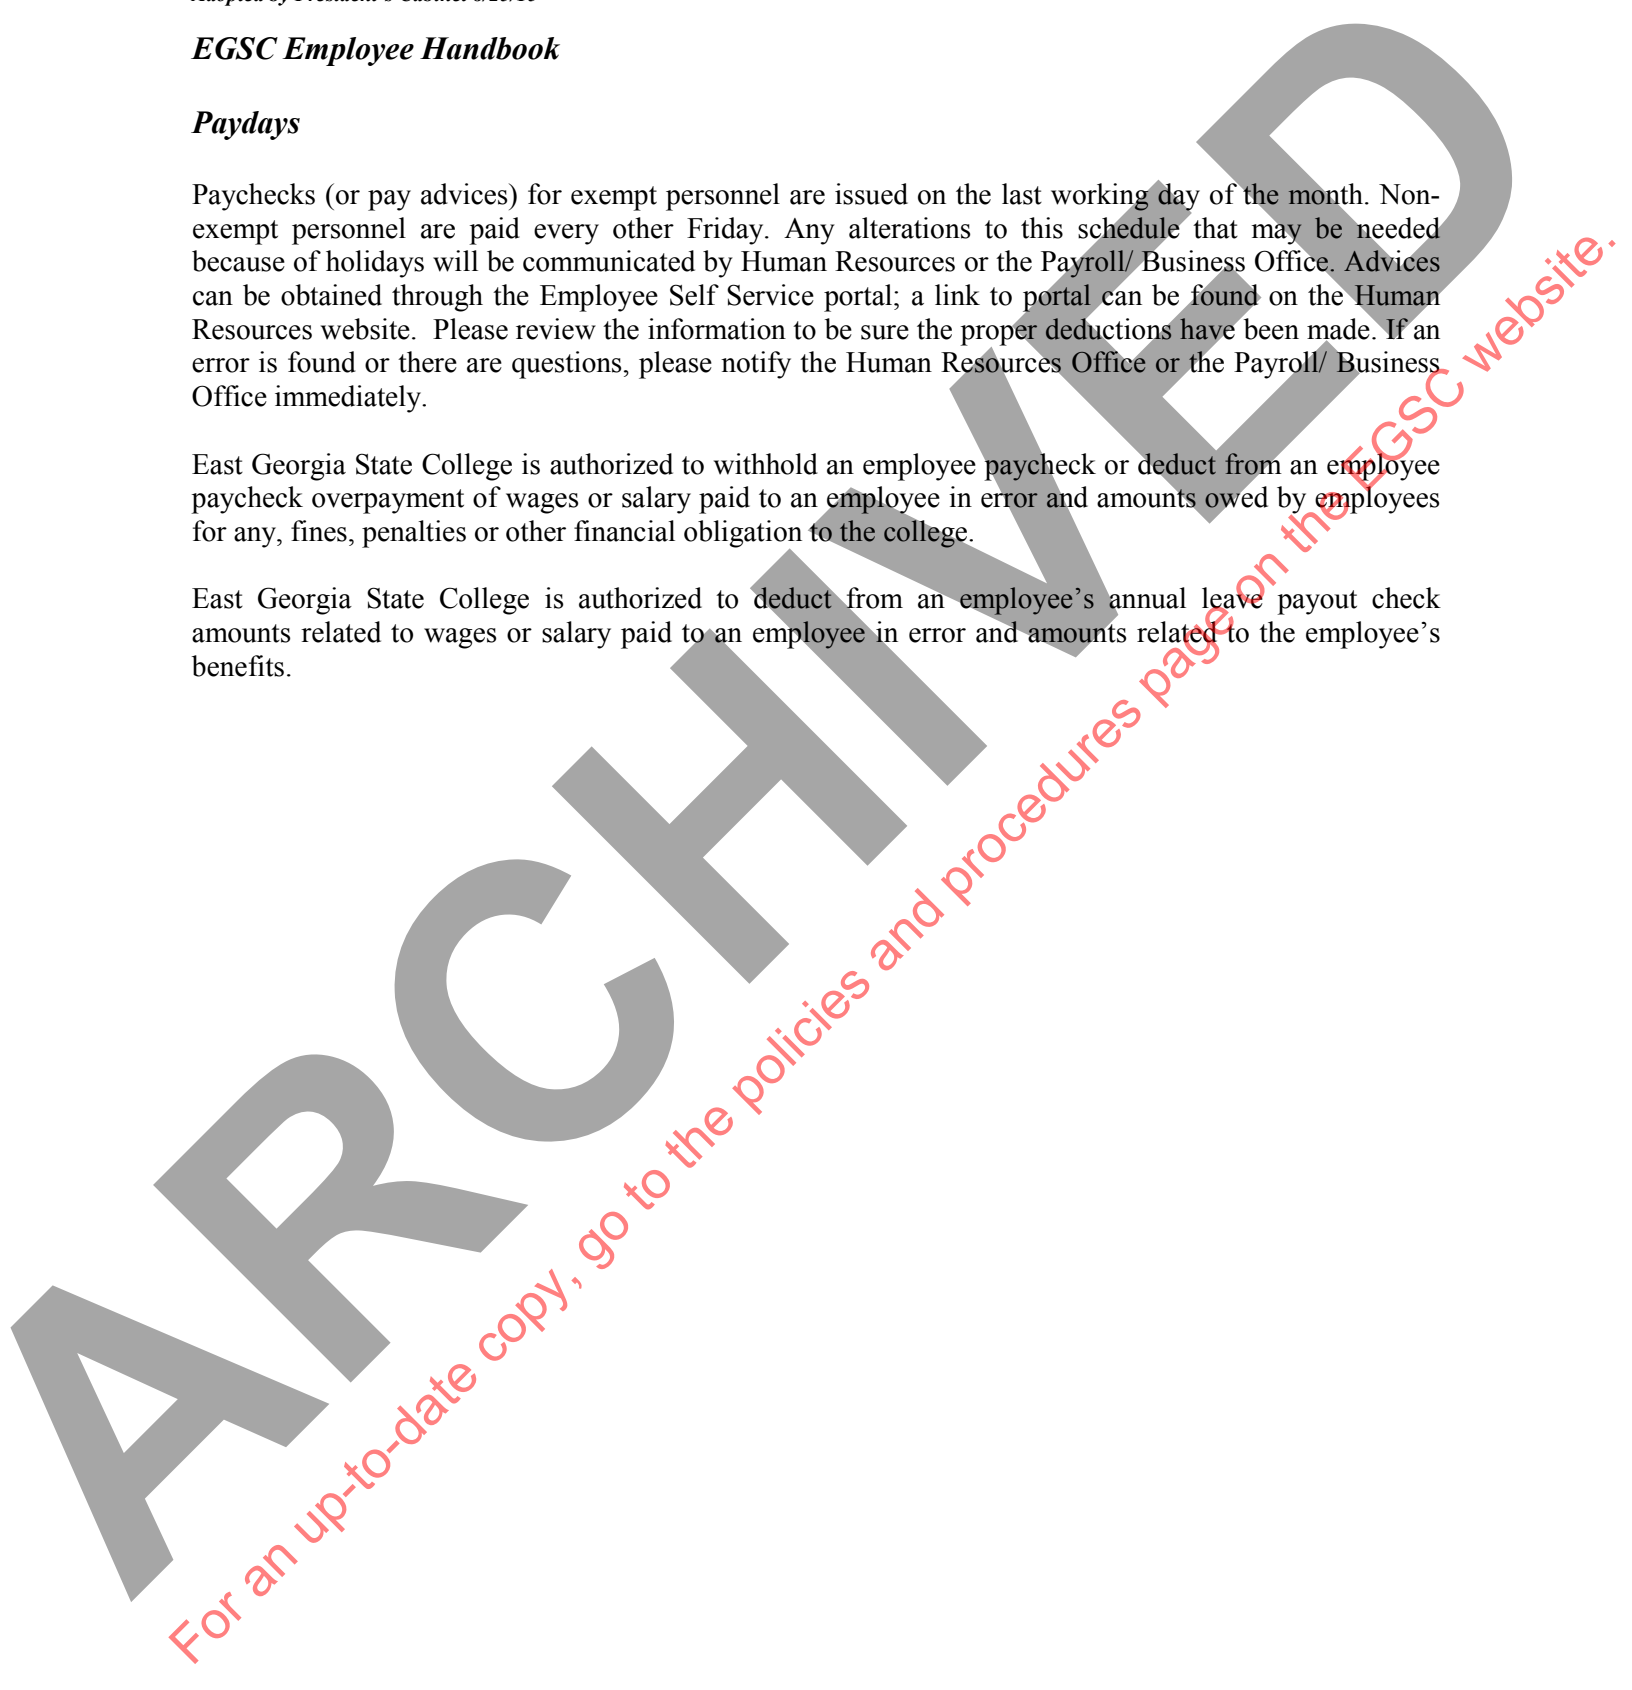 EGSC Employee Handbook
Paydays
Paychecks (or pay advices) for exempt personnel are issued on the last working day of the month. Non-
exempt personnel are paid every other Friday. Any alterations to this schedule that may be needed
because of holidays will be communicated by Human Resources or the Payroll/ Business Office. Advices
can be obtained through the Employee Self Service portal; a link to portal can be found on the Human
Resources website.  Please review the information to be sure the proper deductions have been made. If an
error is found or there are questions, please notify the Human Resources Office or the Payroll/ Business
Office immediately.
East Georgia State College is authorized to withhold an employee paycheck or deduct from an employee
paycheck overpayment of wages or salary paid to an employee in error and amounts owed by employees
for any, fines, penalties or other financial obligation to the college.
East Georgia State College is authorized to deduct from an employee’s annual leave payout check
amounts related to wages or salary paid to an employee in error and amounts related to the employee’s
benefits.
ARCHIVED
For an up-to-date copy, go to the policies and procedures page on the EGSC website.